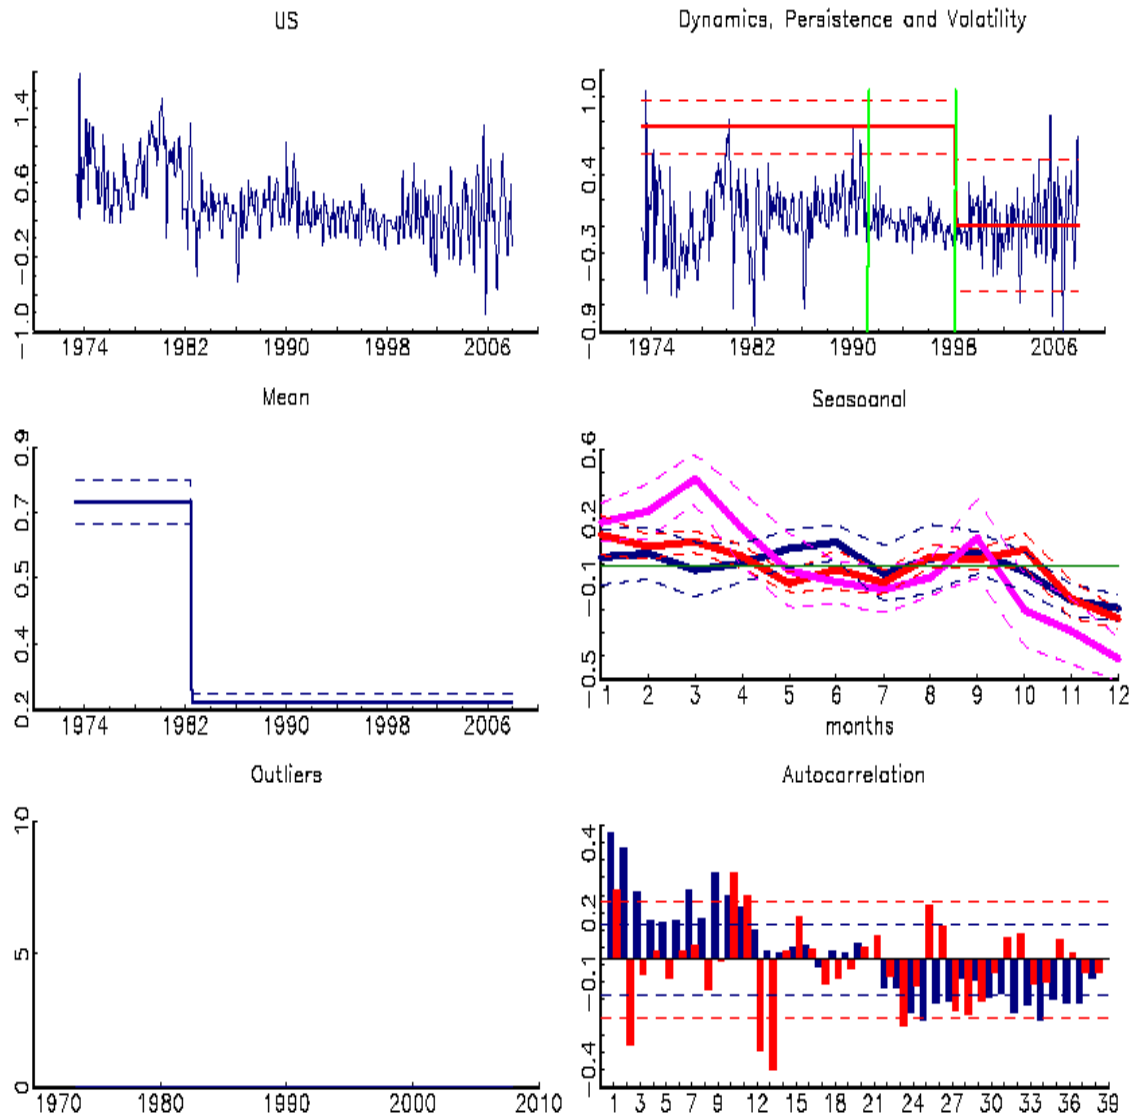 US
1.4
0.6
−0.2
−1.0
1974 1982 1990 1998 2006
Dynamics, Persistence and Volatility
1.0
0.4
−0.3
−0.9
1974 1982 1990 1998 2006
Mean
0.9
0.7
0.5
0.4
0.2
1974 1982 1990 1998 2006
Seasoanal
0.6
0.2
−0.1
−0.5
1 2 3 4 5 6 7 8 9 10 11 12
months
Outliers
10
5
0
1970 1980 1990 2000 2010
Autocarrelation
0.4
0.2
−0.1
−0.4
1 3 5 7 9 12 15 18 21 24 27 30 33 36 39